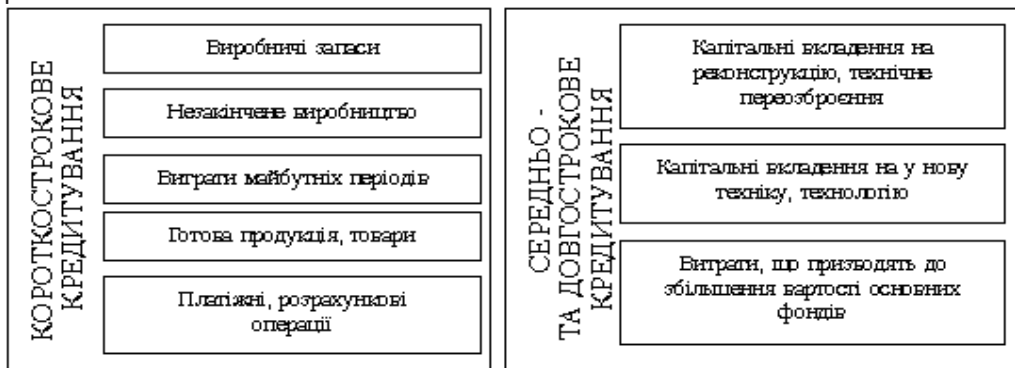 КОРОТКОСТРОКОВЕ
КРЕДИТУВАННЯ
Виробничі запаси
Незакінчене виробництво
Витрати майбутніх періодів
Готова продукція, товари
Платіжні, розрахункові
операції
СЕРЕДНЬО -
ТА ДОВГОСТРОКОВЕ
КРЕДИТУВАННЯ
Капітальні вкладення на
реконструкцію, технічне
переозброєння
Капітальні вкладення на у нову
техніку, технологію
Витрати, що призводять до
збільшення вартості основних
фондів